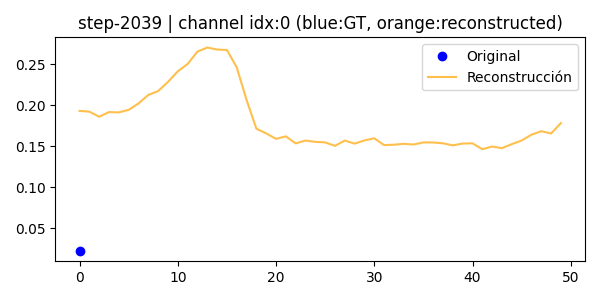 step-2039 | channel idx:0 (blue:GT, orange:reconstructed)
Original
Reconstrucción
0.25
0.20
0.15
0.10
0.05
0 10 20 30 40 50